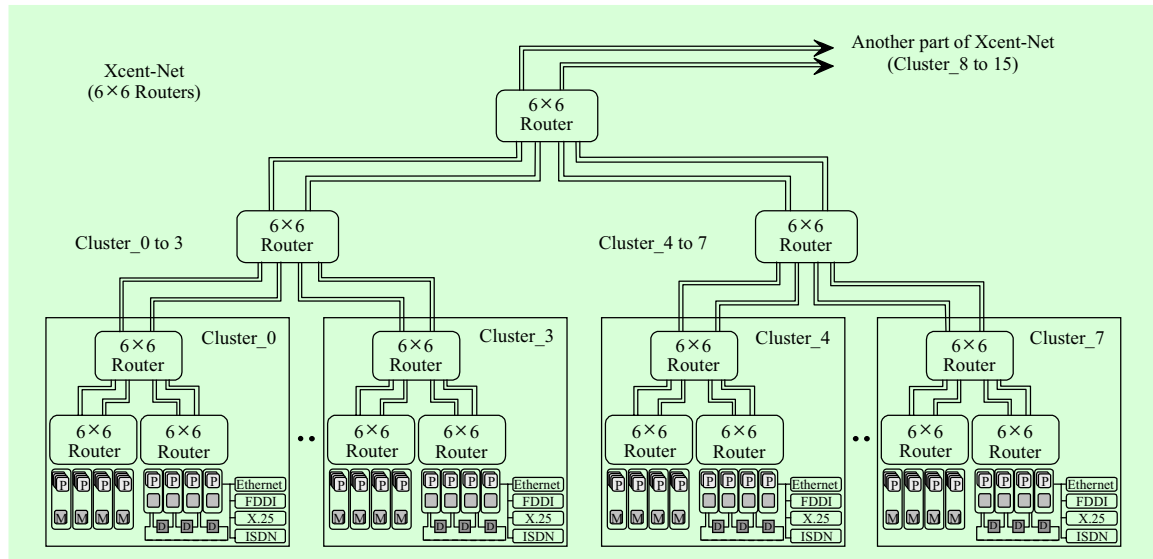 Another part of Xcent-Net
(Cluster_8 to 15)
Xcent-Net
(6×6 Routers)
6×6
Router
6×6
Router
6×6
Router
Cluster_0 to 3
Cluster_4 to 7
Cluster_0
Cluster_3
Cluster_4
Cluster_7
6×6
Router
6×6
Router
6×6
Router
6×6
Router
6×6
Router
6×6
Router
6×6
Router
6×6
Router
6×6
Router
6×6
Router
6×6
Router
6×6
Router
P P P P P P P P Ethernet
FDDI
M M M M X.25
D D D ISDN
P P P P P P P P Ethernet
FDDI
M M M M X.25
D D D ISDN
P P P P P P P P Ethernet
FDDI
M M M M X.25
D D D ISDN
P P P P P P P P Ethernet
FDDI
M M M M X.25
D D D ISDN